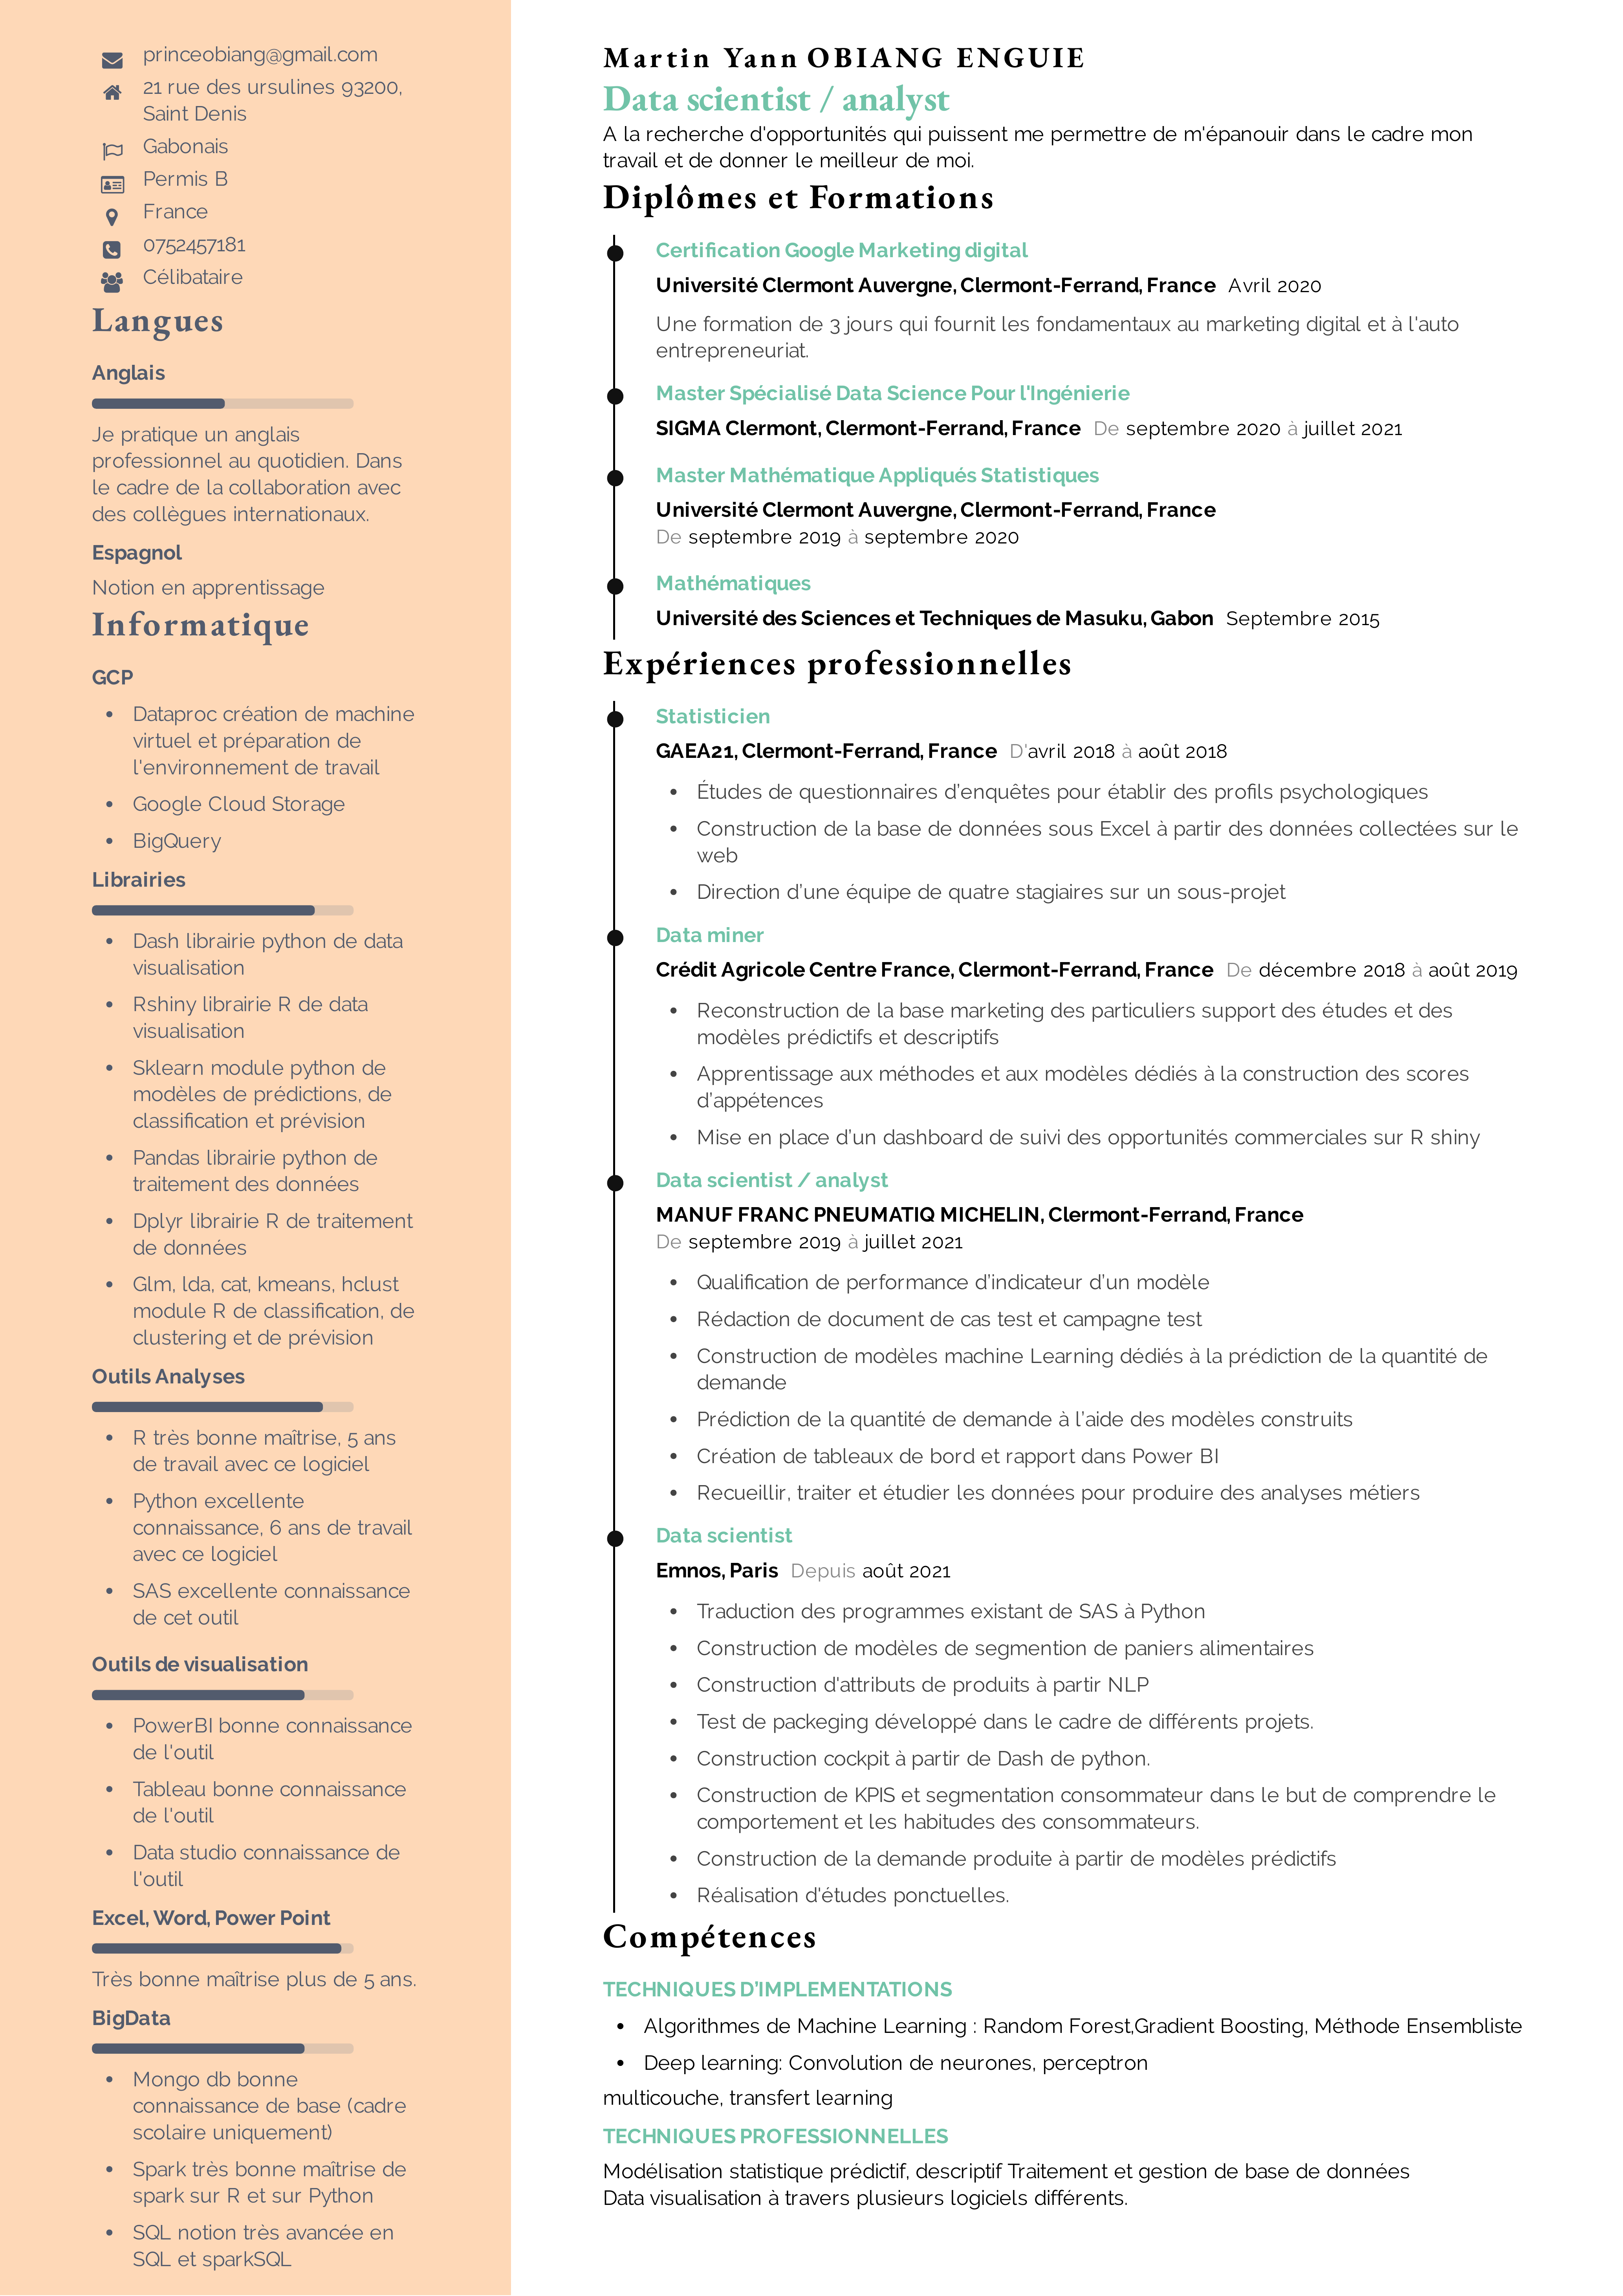 princeobiang@gmail.com
21 rue des ursulines 93200,
Saint Denis
Gabonais
Permis B
France
0752457181
Célibataire
Langues
Anglais
Je pratique un anglais
professionnel au quotidien. Dans
le cadre de la collaboration avec
des collègues internationaux.
Espagnol
Notion en apprentissage
Informatique
GCP
• Dataproc création de machine
virtuel et préparation de
l'environnement de travail
• Google Cloud Storage
• BigQuery
Librairies
• Dash librairie python de data
visualisation
• Rshiny librairie R de data
visualisation
• Sklearn module python de
modèles de prédictions, de
classification et prévision
• Pandas librairie python de
traitement des données
• Dplyr librairie R de traitement
de données
• Glm, lda, cat, kmeans, hclust
module R de classification, de
clustering et de prévision
Outils Analyses
• R très bonne maîtrise, 5 ans
de travail avec ce logiciel
• Python excellente
connaissance, 6 ans de travail
avec ce logiciel
• SAS excellente connaissance
de cet outil
Outils de visualisation
• PowerBI bonne connaissance
de l'outil
• Tableau bonne connaissance
de l'outil
• Data studio connaissance de
l'outil
Excel, Word, Power Point
Très bonne maîtrise plus de 5 ans.
BigData
• Mongo db bonne
connaissance de base (cadre
scolaire uniquement)
• Spark très bonne maîtrise de
spark sur R et sur Python
• SQL notion très avancée en
SQL et sparkSQL
Martin Yann OBIANG ENGUIE
Data scientist / analyst
A la recherche d'opportunités qui puissent me permettre de m'épanouir dans le cadre mon
travail et de donner le meilleur de moi.
Diplômes et Formations
Certification Google Marketing digital
Université Clermont Auvergne, Clermont-Ferrand, France Avril 2020
Une formation de 3 jours qui fournit les fondamentaux au marketing digital et à l'auto
entrepreneuriat.
Master Spécialisé Data Science Pour l'Ingénierie
SIGMA Clermont, Clermont-Ferrand, France De septembre 2020 à juillet 2021
Master Mathématique Appliqués Statistiques
Université Clermont Auvergne, Clermont-Ferrand, France
De septembre 2019 à septembre 2020
Mathématiques
Université des Sciences et Techniques de Masuku, Gabon Septembre 2015
Expériences professionnelles
Statisticien
GAEA21, Clermont-Ferrand, France D'avril 2018 à août 2018
• Études de questionnaires d’enquêtes pour établir des profils psychologiques
• Construction de la base de données sous Excel à partir des données collectées sur le
web
• Direction d’une équipe de quatre stagiaires sur un sous-projet
Data miner
Crédit Agricole Centre France, Clermont-Ferrand, France De décembre 2018 à août 2019
• Reconstruction de la base marketing des particuliers support des études et des
modèles prédictifs et descriptifs
• Apprentissage aux méthodes et aux modèles dédiés à la construction des scores
d’appétences
• Mise en place d’un dashboard de suivi des opportunités commerciales sur R shiny
Data scientist / analyst
MANUF FRANC PNEUMATIQ MICHELIN, Clermont-Ferrand, France
De septembre 2019 à juillet 2021
• Qualification de performance d’indicateur d’un modèle
• Rédaction de document de cas test et campagne test
• Construction de modèles machine Learning dédiés à la prédiction de la quantité de
demande
• Prédiction de la quantité de demande à l’aide des modèles construits
• Création de tableaux de bord et rapport dans Power BI
• Recueillir, traiter et étudier les données pour produire des analyses métiers
Data scientist
Emnos, Paris Depuis août 2021
• Traduction des programmes existant de SAS à Python
• Construction de modèles de segmention de paniers alimentaires
• Construction d'attributs de produits à partir NLP
• Test de packeging développé dans le cadre de différents projets.
• Construction cockpit à partir de Dash de python.
• Construction de KPIS et segmentation consommateur dans le but de comprendre le
comportement et les habitudes des consommateurs.
• Construction de la demande produite à partir de modèles prédictifs
• Réalisation d'études ponctuelles.
Compétences
TECHNIQUES D’IMPLEMENTATIONS
• Algorithmes de Machine Learning : Random Forest,Gradient Boosting, Méthode Ensembliste
• Deep learning: Convolution de neurones, perceptron
multicouche, transfert learning
TECHNIQUES PROFESSIONNELLES
Modélisation statistique prédictif, descriptif Traitement et gestion de base de données
Data visualisation à travers plusieurs logiciels différents.